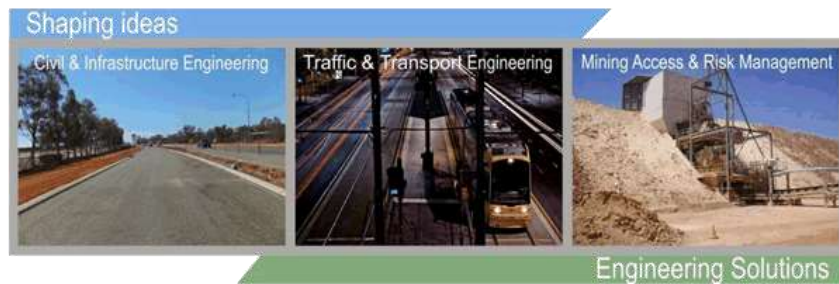 Shaping ideas
Civil & Infrastructure Engineering
Traffic & Transport Engineering
Mining Access & Risk Management
Engineering Solutions